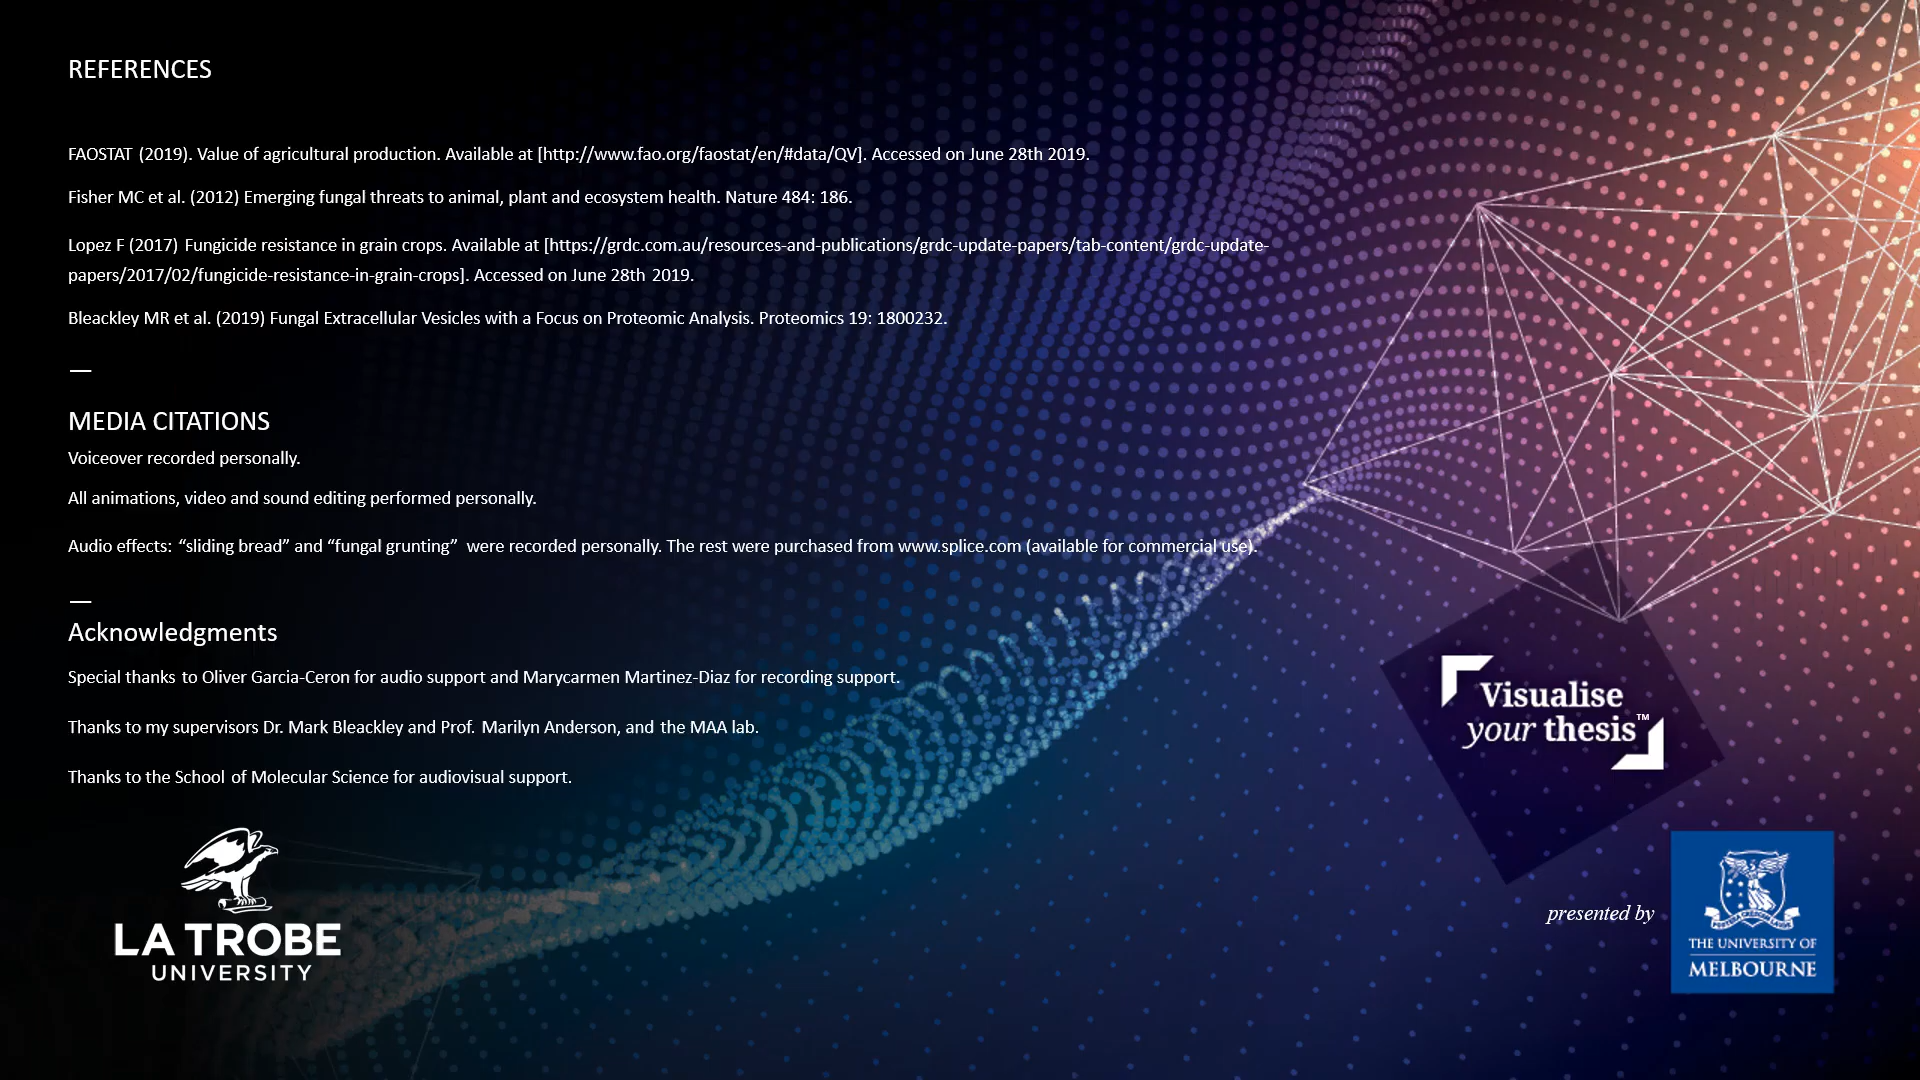 REFERENCES
FAOSTAT (2019). Value of agricultural production. Available at [http://www.fao.org/faostat/en/#data/QV]. Accessed on June 28th 2019.
Fisher MC et al. (2012) Emerging fungal threats to animal, plant and ecosystem health. Nature 484: 186.
Lopez F (2017) Fungicide resistance in grain crops. Available at [https://grdc.com.au/resources-and-publications/grdc-update-papers/tab-content/grdc-update-
papers/2017/02/fungicide-resistance-in-grain-crops]. Accessed on June 28th 2019.
Bleackley MR et al. (2019) Fungal Extracellular Vesicles with a Focus on Proteomic Analysis. Proteomics 19: 1800232.
—
MEDIA CITATIONS
Voiceover recorded personally.
All animations, video and sound editing performed personally.
Audio effects: “sliding bread” and “fungal grunting” were recorded personally. The rest were purchased from www.splice.com (available for commercial use).
—
Acknowledgments
Special thanks to Oliver Garcia-Ceron for audio support and Marycarmen Martinez-Diaz for recording support.
Thanks to my supervisors Dr. Mark Bleackley and Prof. Marilyn Anderson, and the MAA lab.
Thanks to the School of Molecular Science for audiovisual support.
LA TROBE
UNIVERSITY
Visualise
your thesis™
presented by
THE UNIVERSITY OF
MELBOURNE